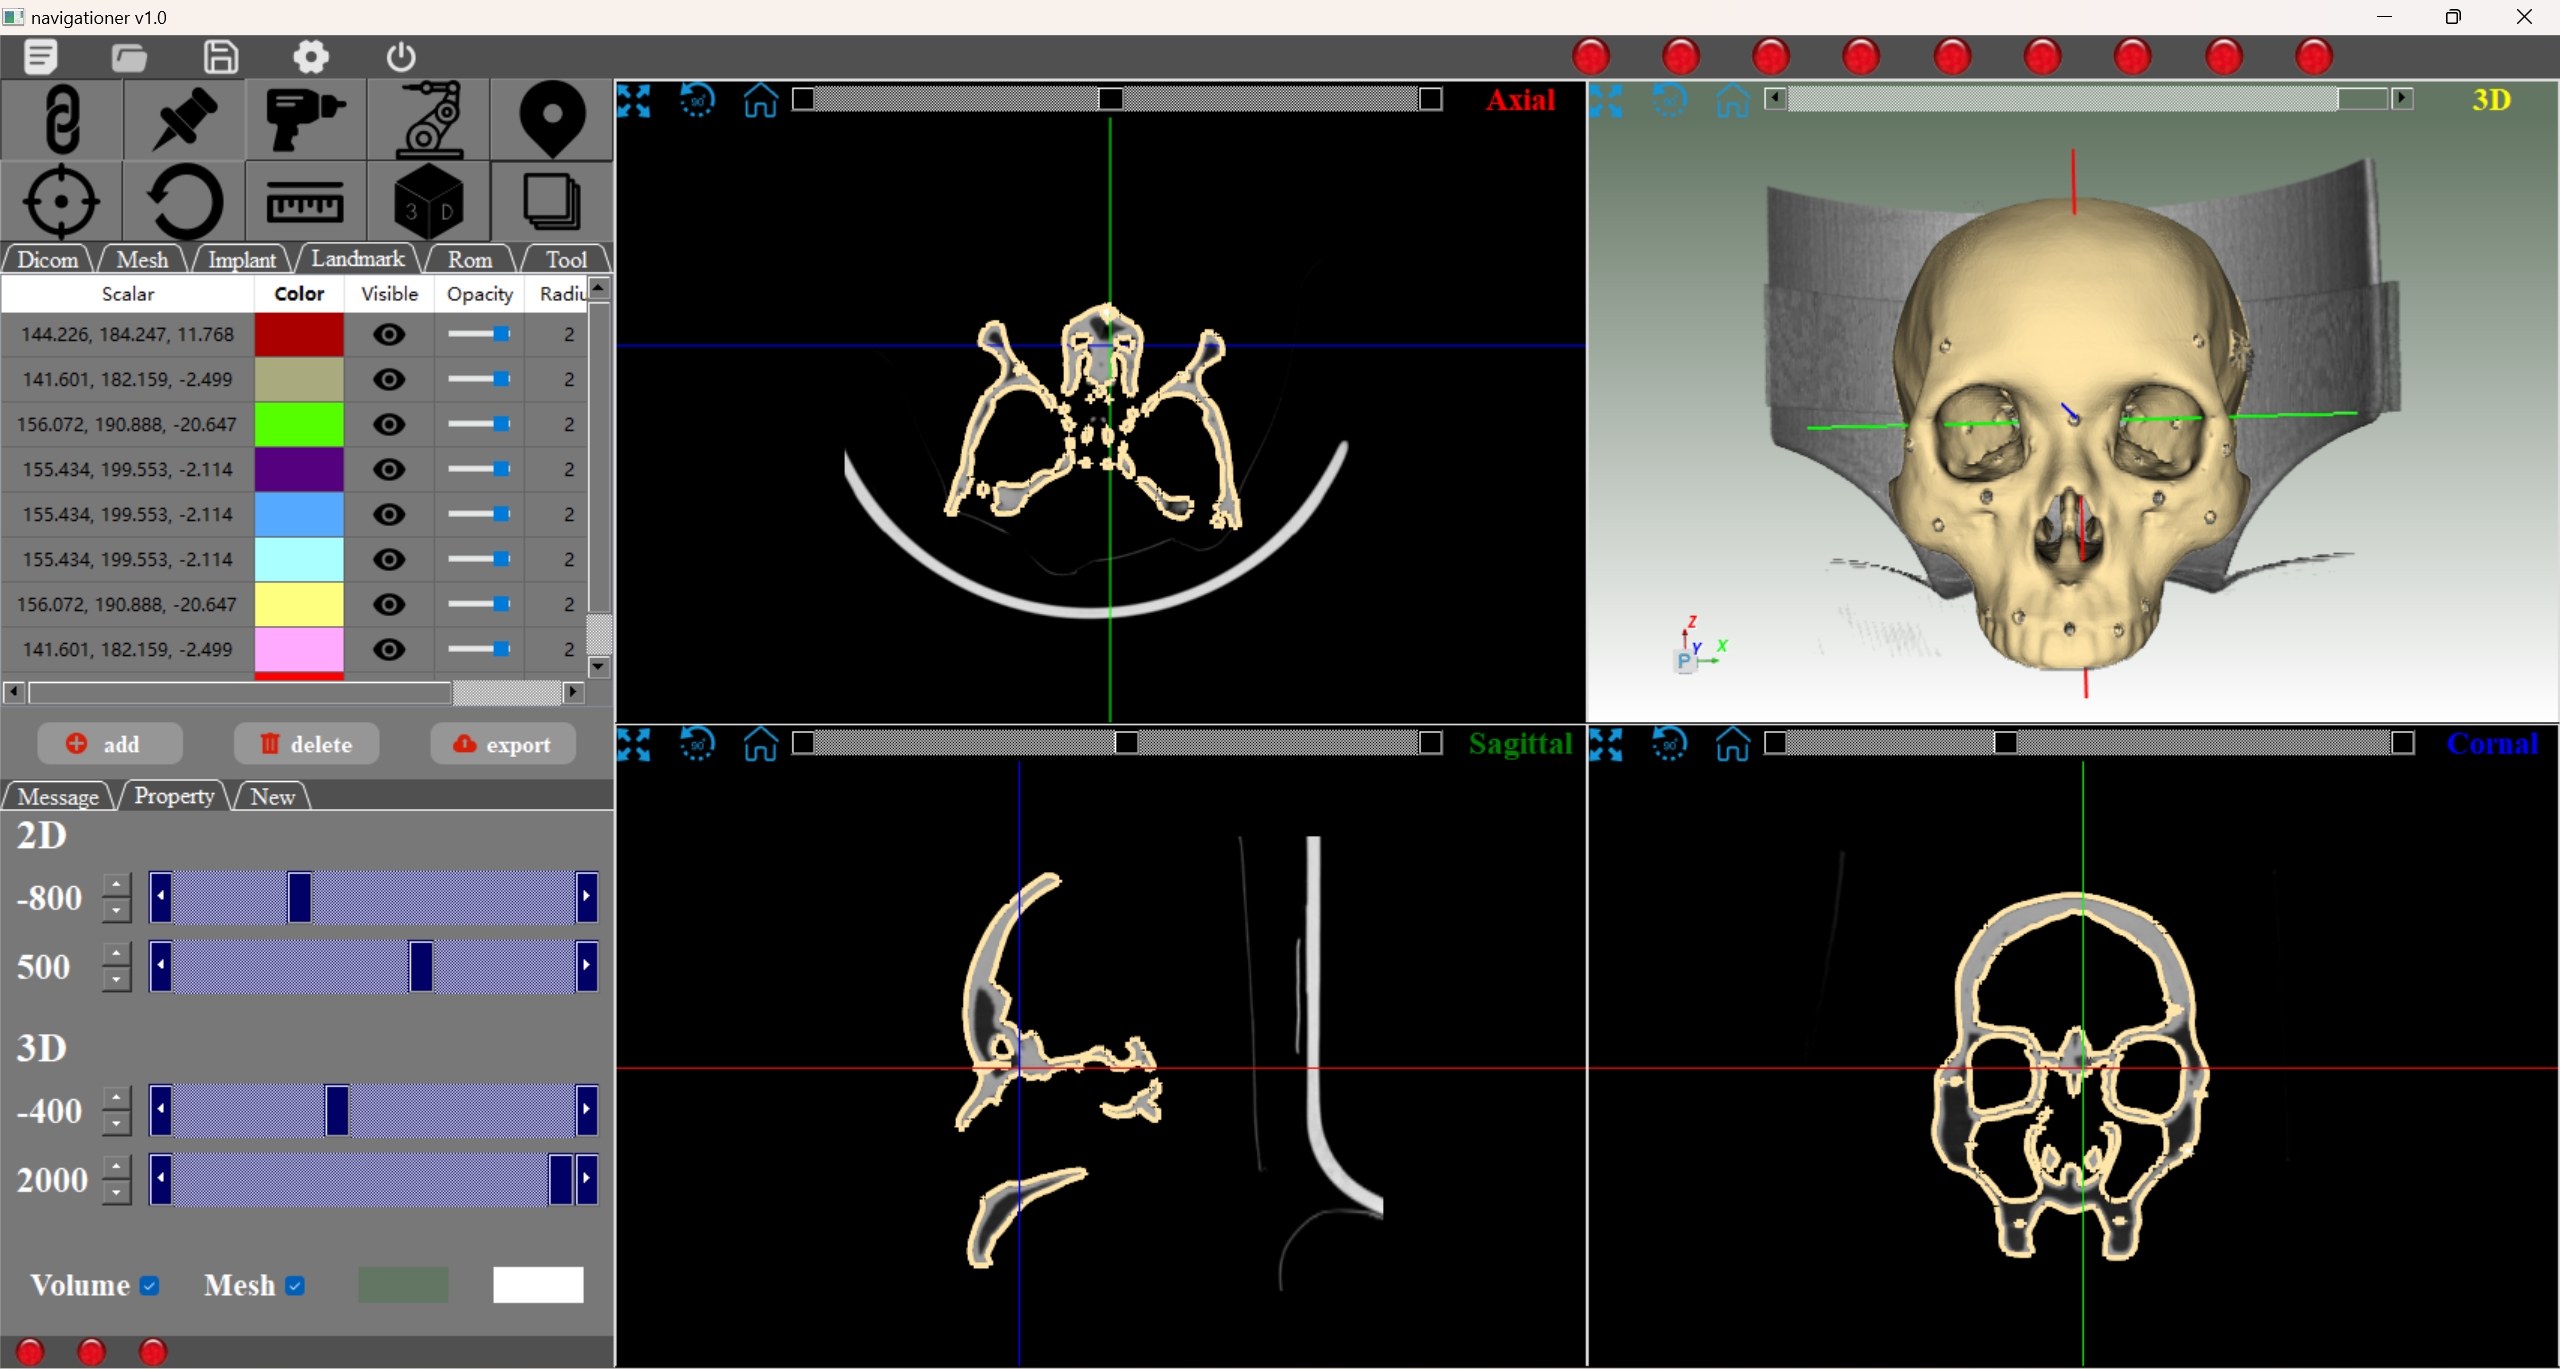 navigationer v1.0
90°
Axial
3D
3 D
Dicom Mesh Implant Landmark Rom Tool
Scalar Color Visible Opacity Radiu
144.226, 184.247, 11.768 2
141.601, 182.159, -2.499 2
156.072, 190.888, -20.647 2
155.434, 199.553, -2.114 2
155.434, 199.553, -2.114 2
155.434, 199.553, -2.114 2
156.072, 190.888, -20.647 2
141.601, 182.159, -2.499 2
Z
Y X
P
add delete export
90° Sagittal
90° Cornal
Message Property New
2D
-800
500
3D
-400
2000
Volume Mesh